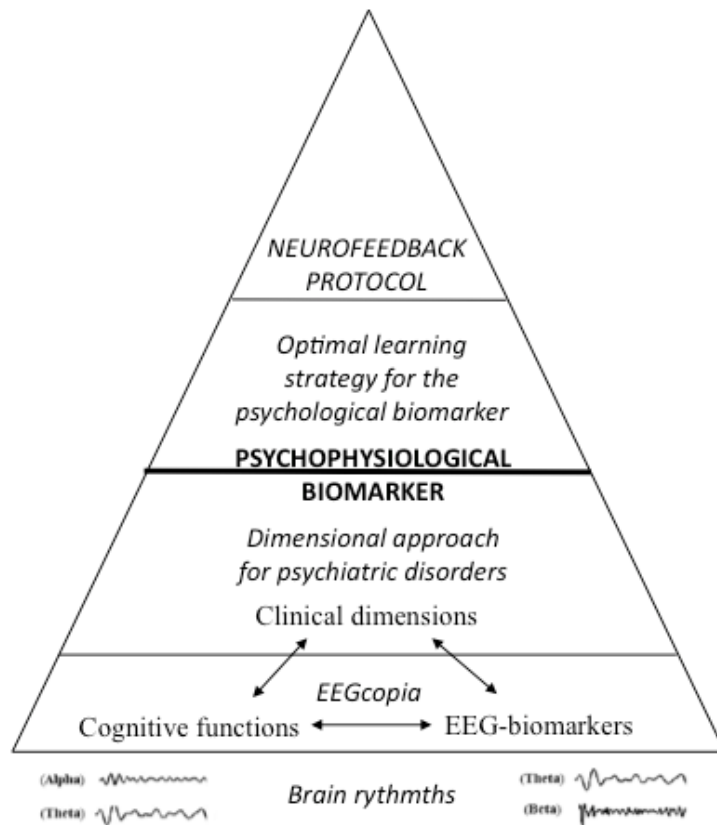 NEUROFEEDBACK
PROTOCOL
Optimal learning
strategy for the
psychological biomarker
PSYCHOPHYSIOLOGICAL
BIOMARKER
Dimensional approach
for psychiatric disorders
Clinical dimensions
EEGcopia
Cognitive functions EEG-biomarkers
(Alpha) (Theta)
Brain rythmths
(Theta) (Beta)